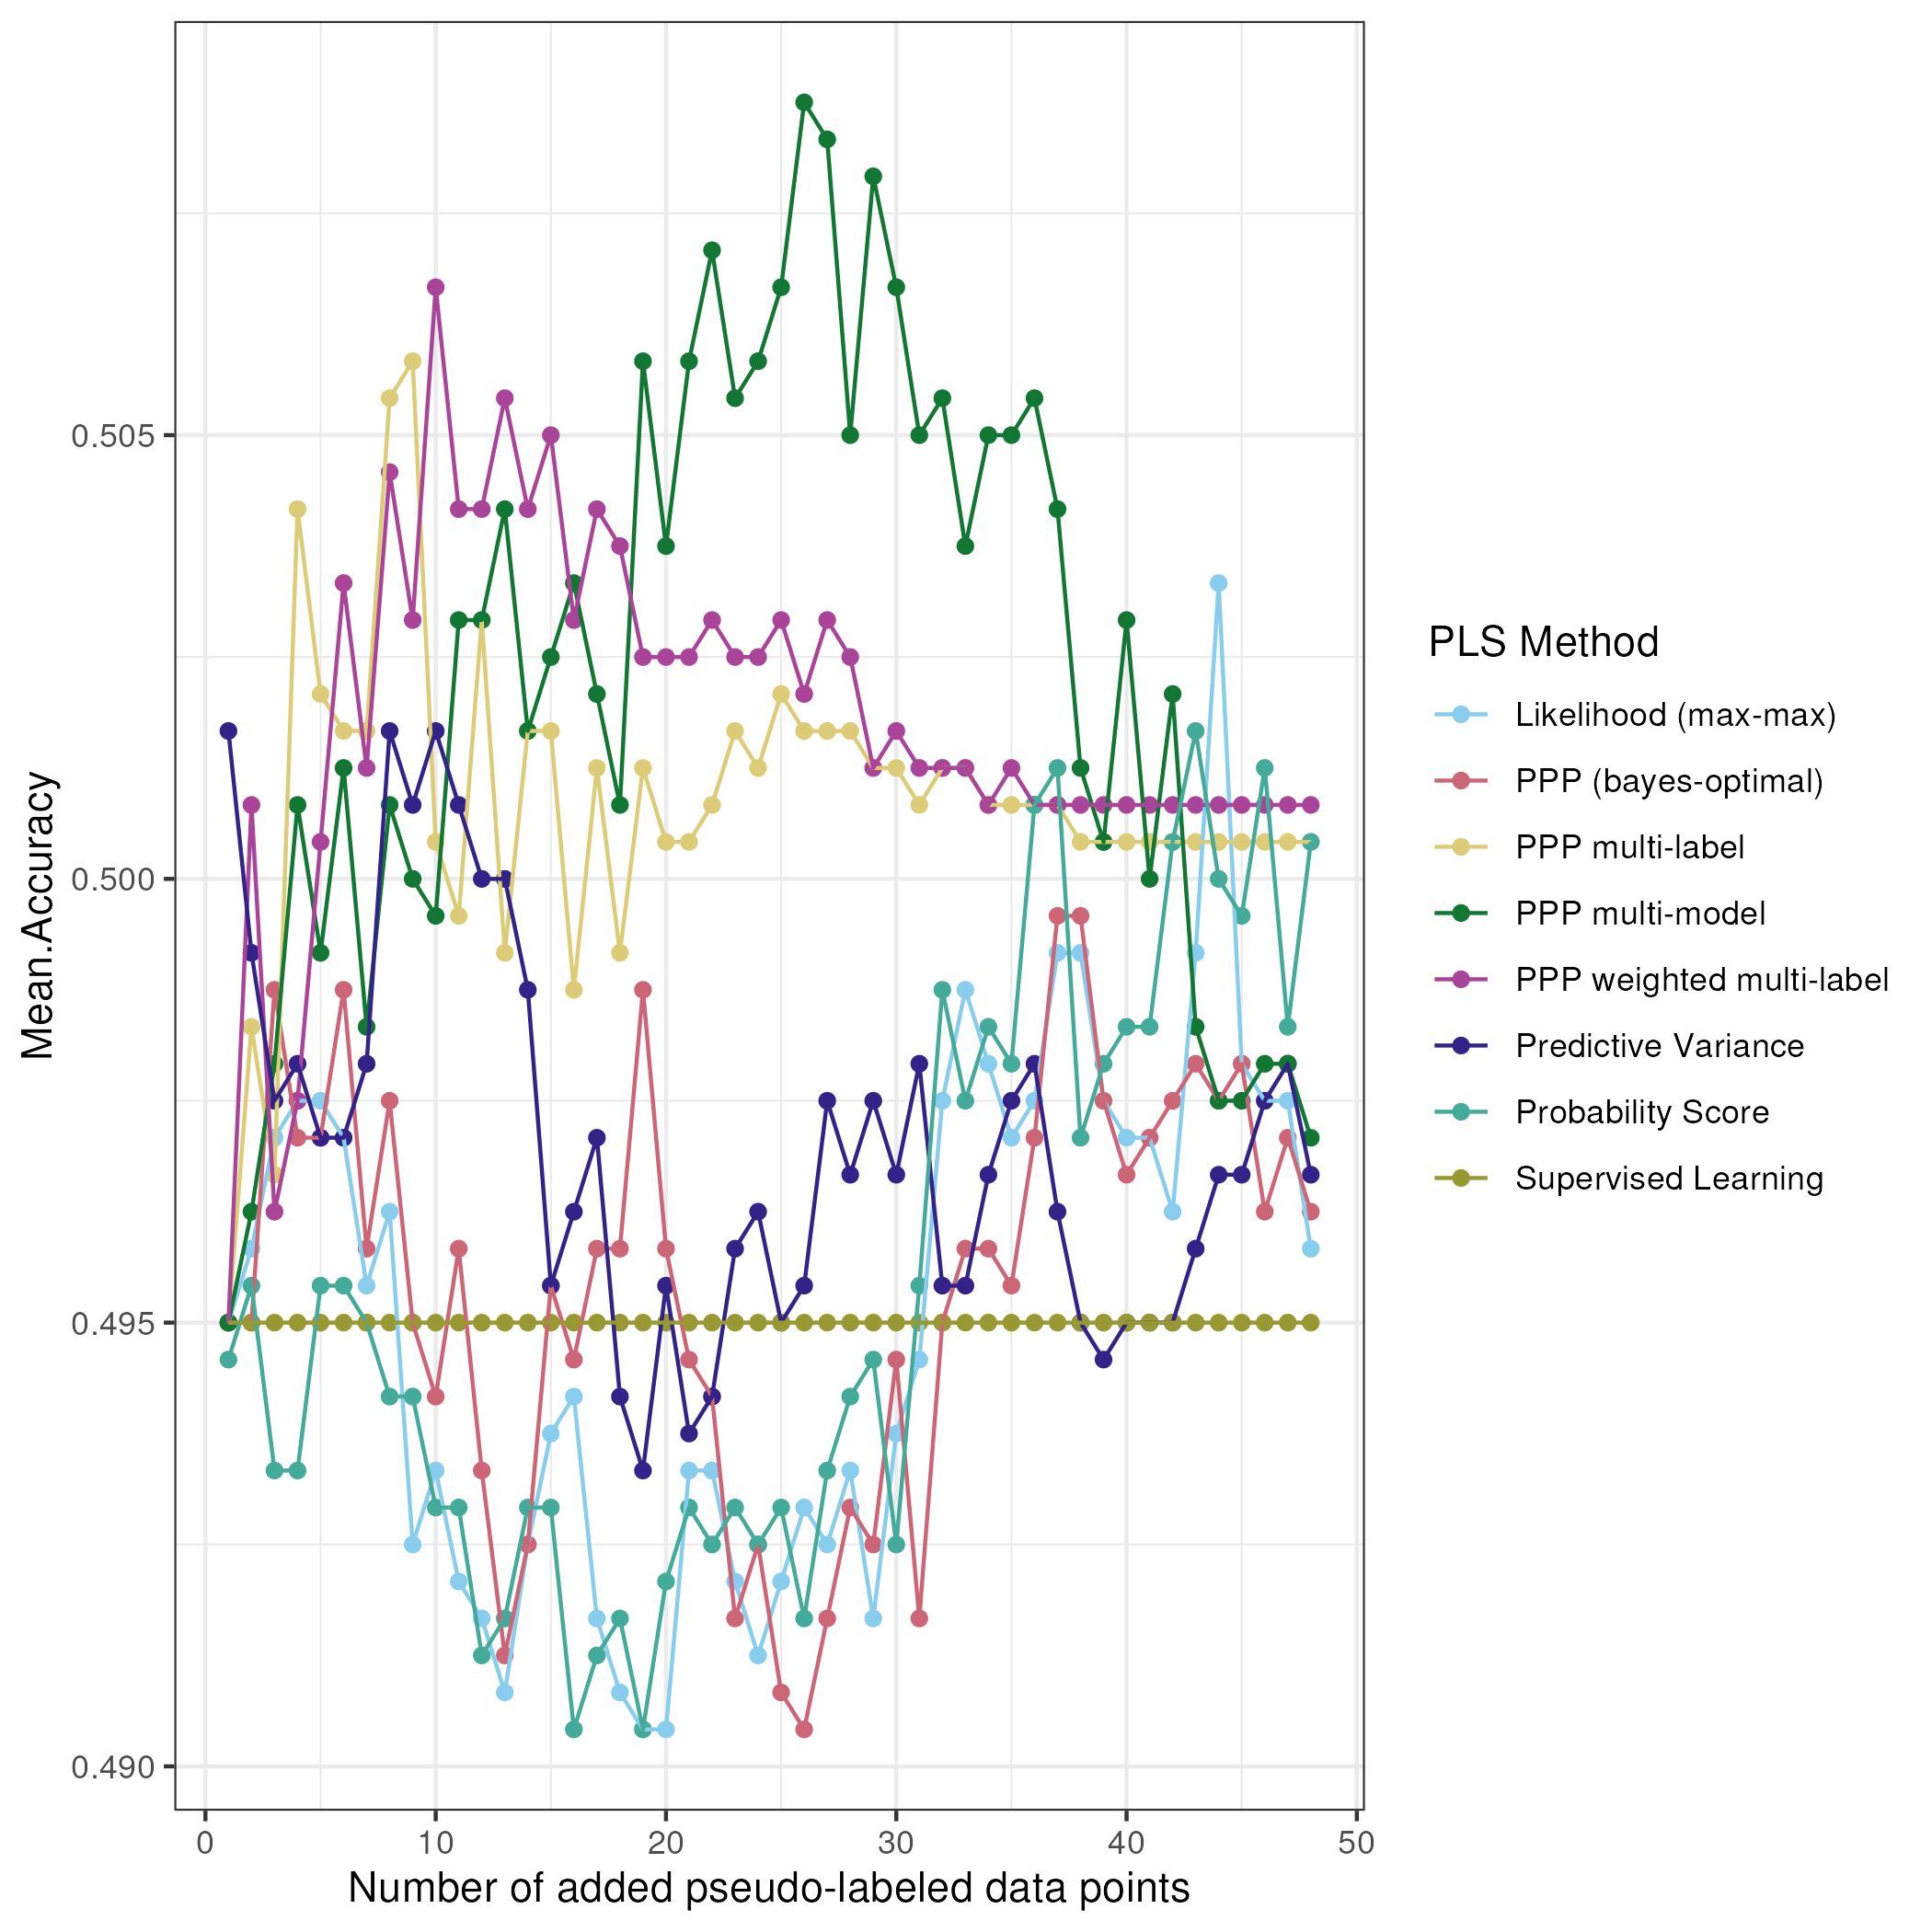 Mean.Accuracy
0.505
0.500
0.495
0.490
0 10 20 30 40 50
Number of added pseudo-labeled data points
PLS Method
Likelihood (max-max)
PPP (bayes-optimal)
PPP multi-label
PPP multi-model
PPP weighted multi-label
Predictive Variance
Probability Score
Supervised Learning